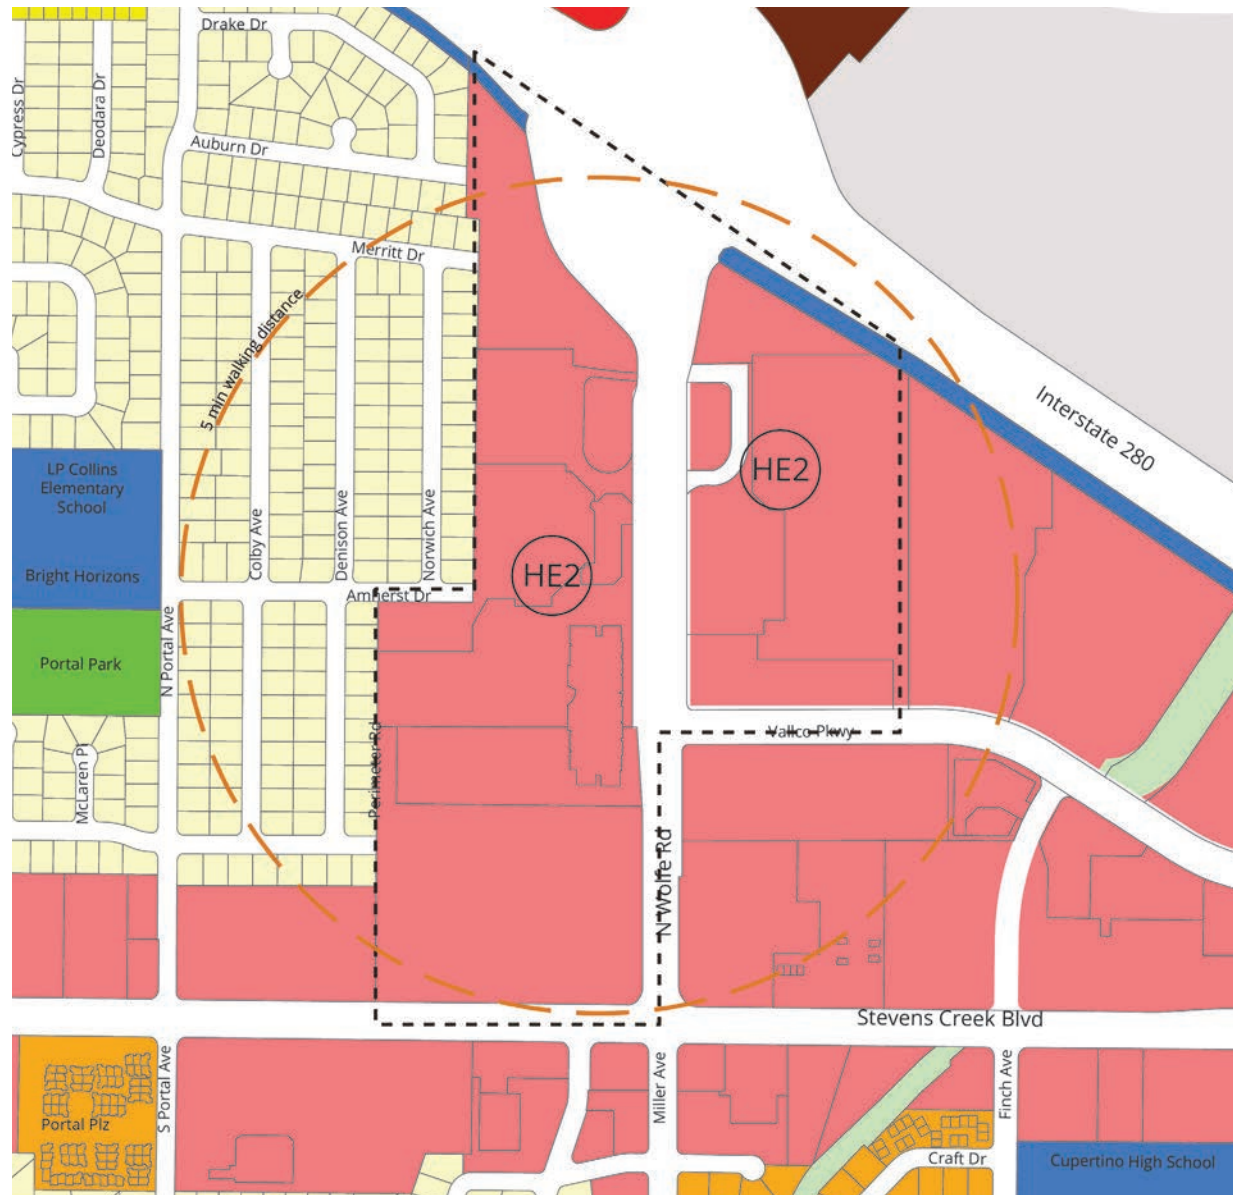 Drake Dr
Cypress Dr
Deodara Dr
Auburn Dr
Merritt Dr
5 min walking distance
Interstate 280
HE2
LP Collins
Elementary
School
Bright Horizons
Colby Ave
Denison Ave
Norwich Ave
HE2
Amherst Dr
N Portal Ave
Portal Park
McLaren Pl
Perimeter Rd
Vallco Pkwy
N Wolfe Rd
Stevens Creek Blvd
S Portal Ave
Portal Plz
Miller Ave
Finch Ave
Craft Dr
Cupertino High School